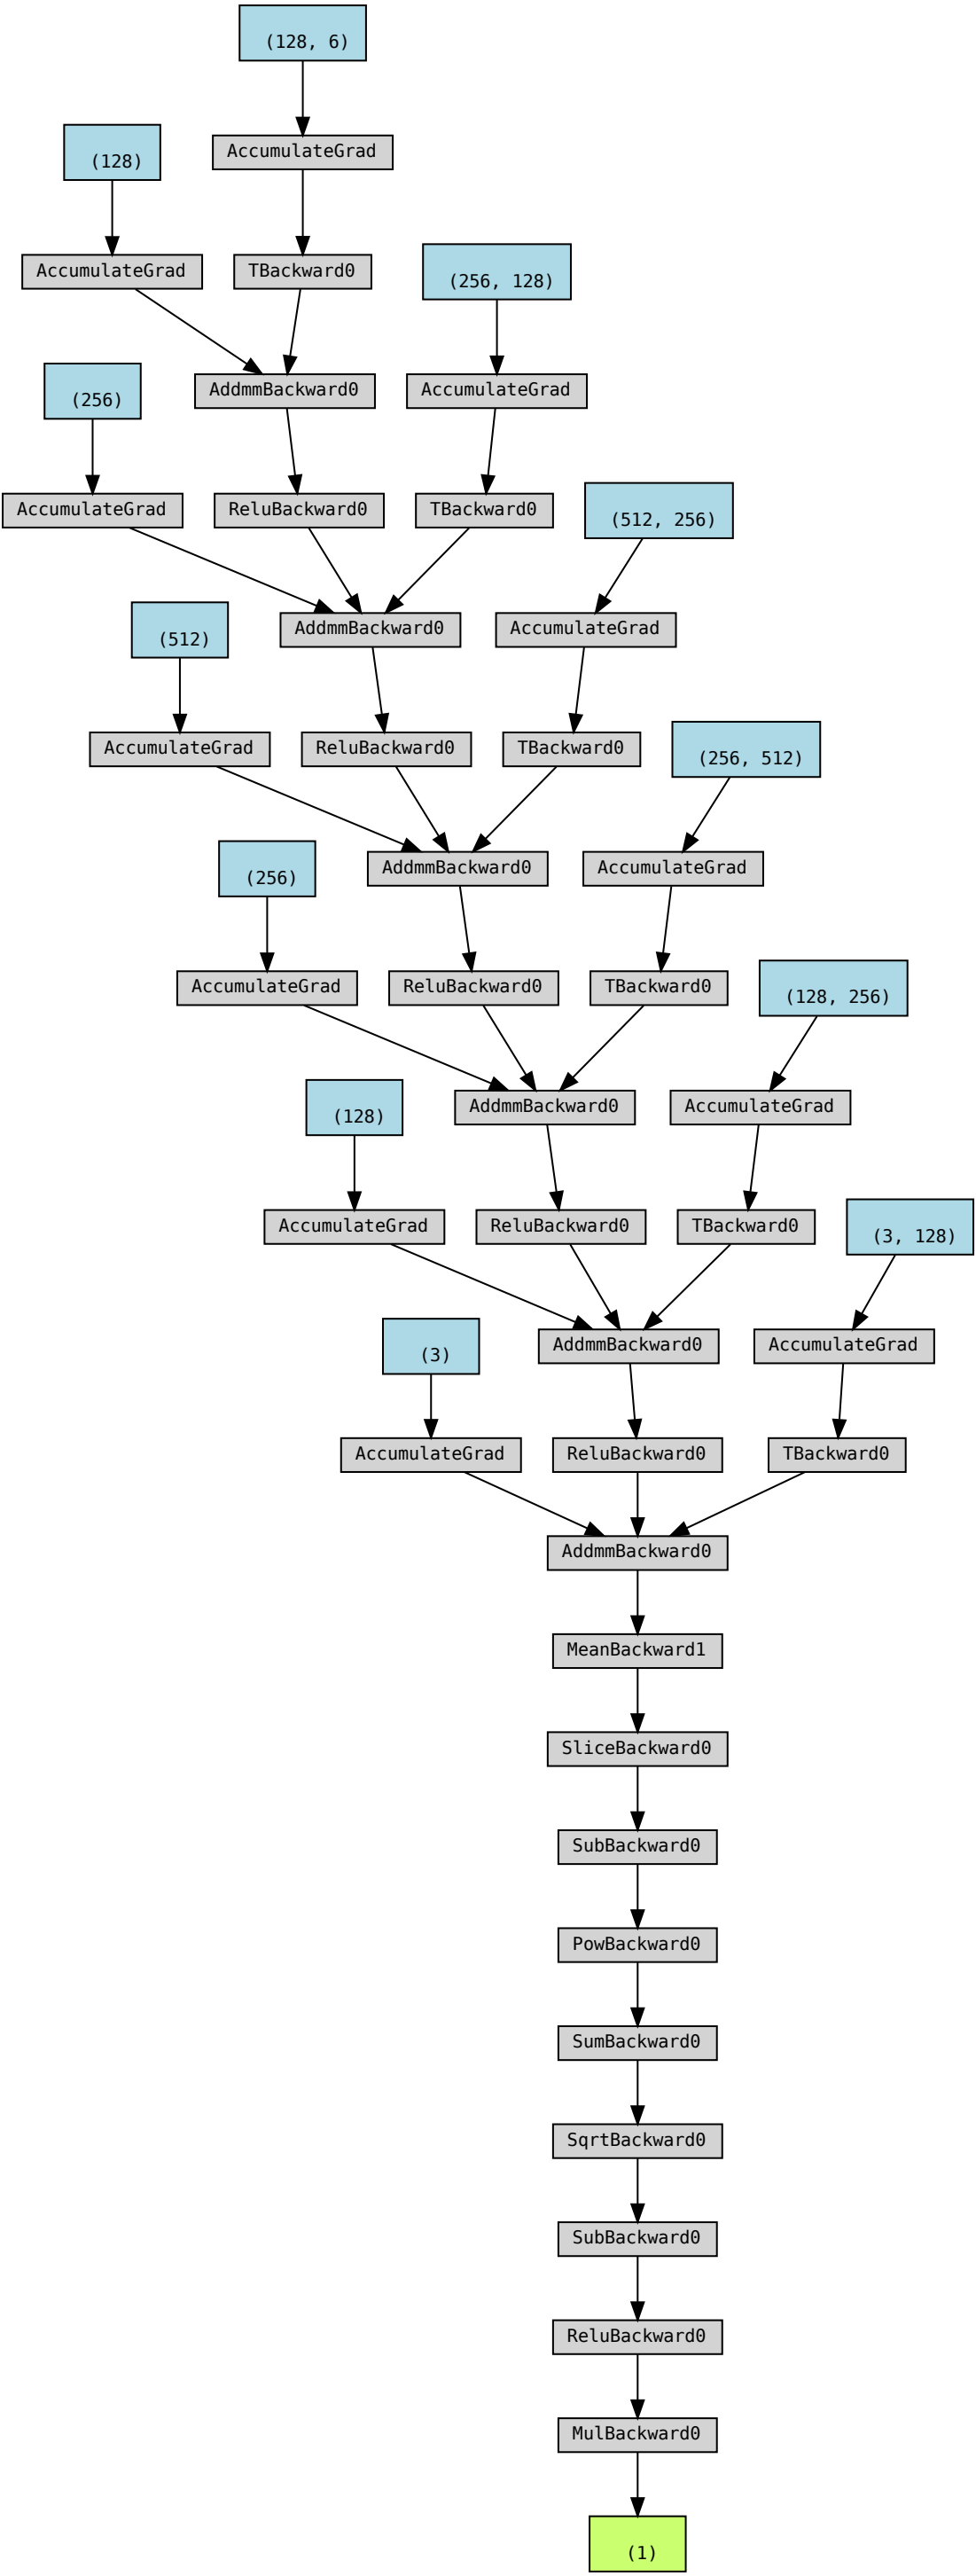 (128, 6)
(128)
AccumulateGrad
AccumulateGrad
TBackward0
(256, 128)
(256)
AddmmBackward0
AccumulateGrad
AccumulateGrad
ReluBackward0
TBackward0
(512, 256)
(512)
AddmmBackward0
AccumulateGrad
AccumulateGrad
ReluBackward0
TBackward0
(256, 512)
(256)
AddmmBackward0
AccumulateGrad
AccumulateGrad
ReluBackward0
TBackward0
(128, 256)
(128)
AddmmBackward0
AccumulateGrad
AccumulateGrad
ReluBackward0
TBackward0
(3, 128)
(3)
AddmmBackward0
AccumulateGrad
AccumulateGrad
ReluBackward0
TBackward0
AddmmBackward0
MeanBackward1
SliceBackward0
SubBackward0
PowBackward0
SumBackward0
SqrtBackward0
SubBackward0
ReluBackward0
MulBackward0
(1)